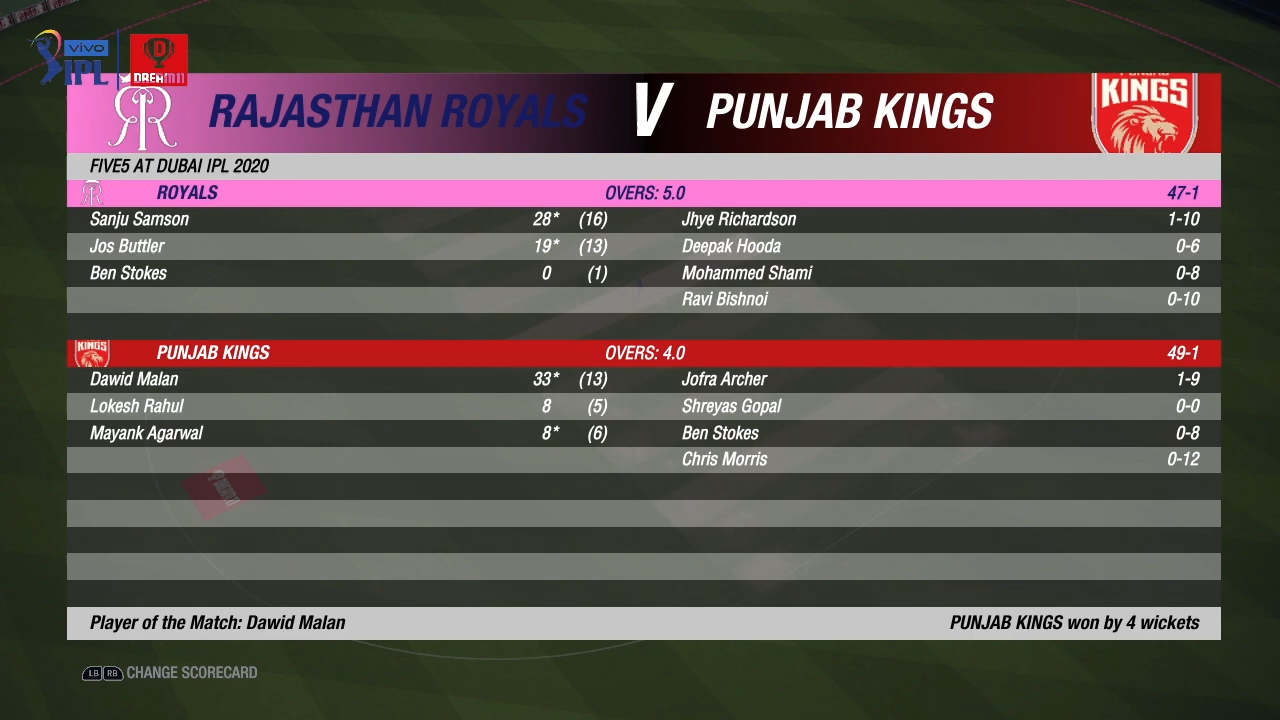 vivo
IPL
D
DREAM11
RAJASTHAN ROYALS V PUNJAB KINGS
PUNJAB
KINGS
FIVE5 AT DUBAI IPL 2020
ROYALS OVERS: 5.0 47-1
Sanju Samson 28* (16) Jhye Richardson 1-10
Jos Buttler 19* (13) Deepak Hooda 0-6
Ben Stokes 0 (1) Mohammed Shami 0-8
Ravi Bishnoi 0-10
KINGS PUNJAB KINGS OVERS: 4.0 49-1
Dawid Malan 33* (13) Jofra Archer 1-9
Lokesh Rahul 8 (5) Shreyas Gopal 0-0
Mayank Agarwal 8* (6) Ben Stokes 0-8
Chris Morris 0-12
Player of the Match: Dawid Malan PUNJAB KINGS won by 4 wickets
LB RB CHANGE SCORECARD